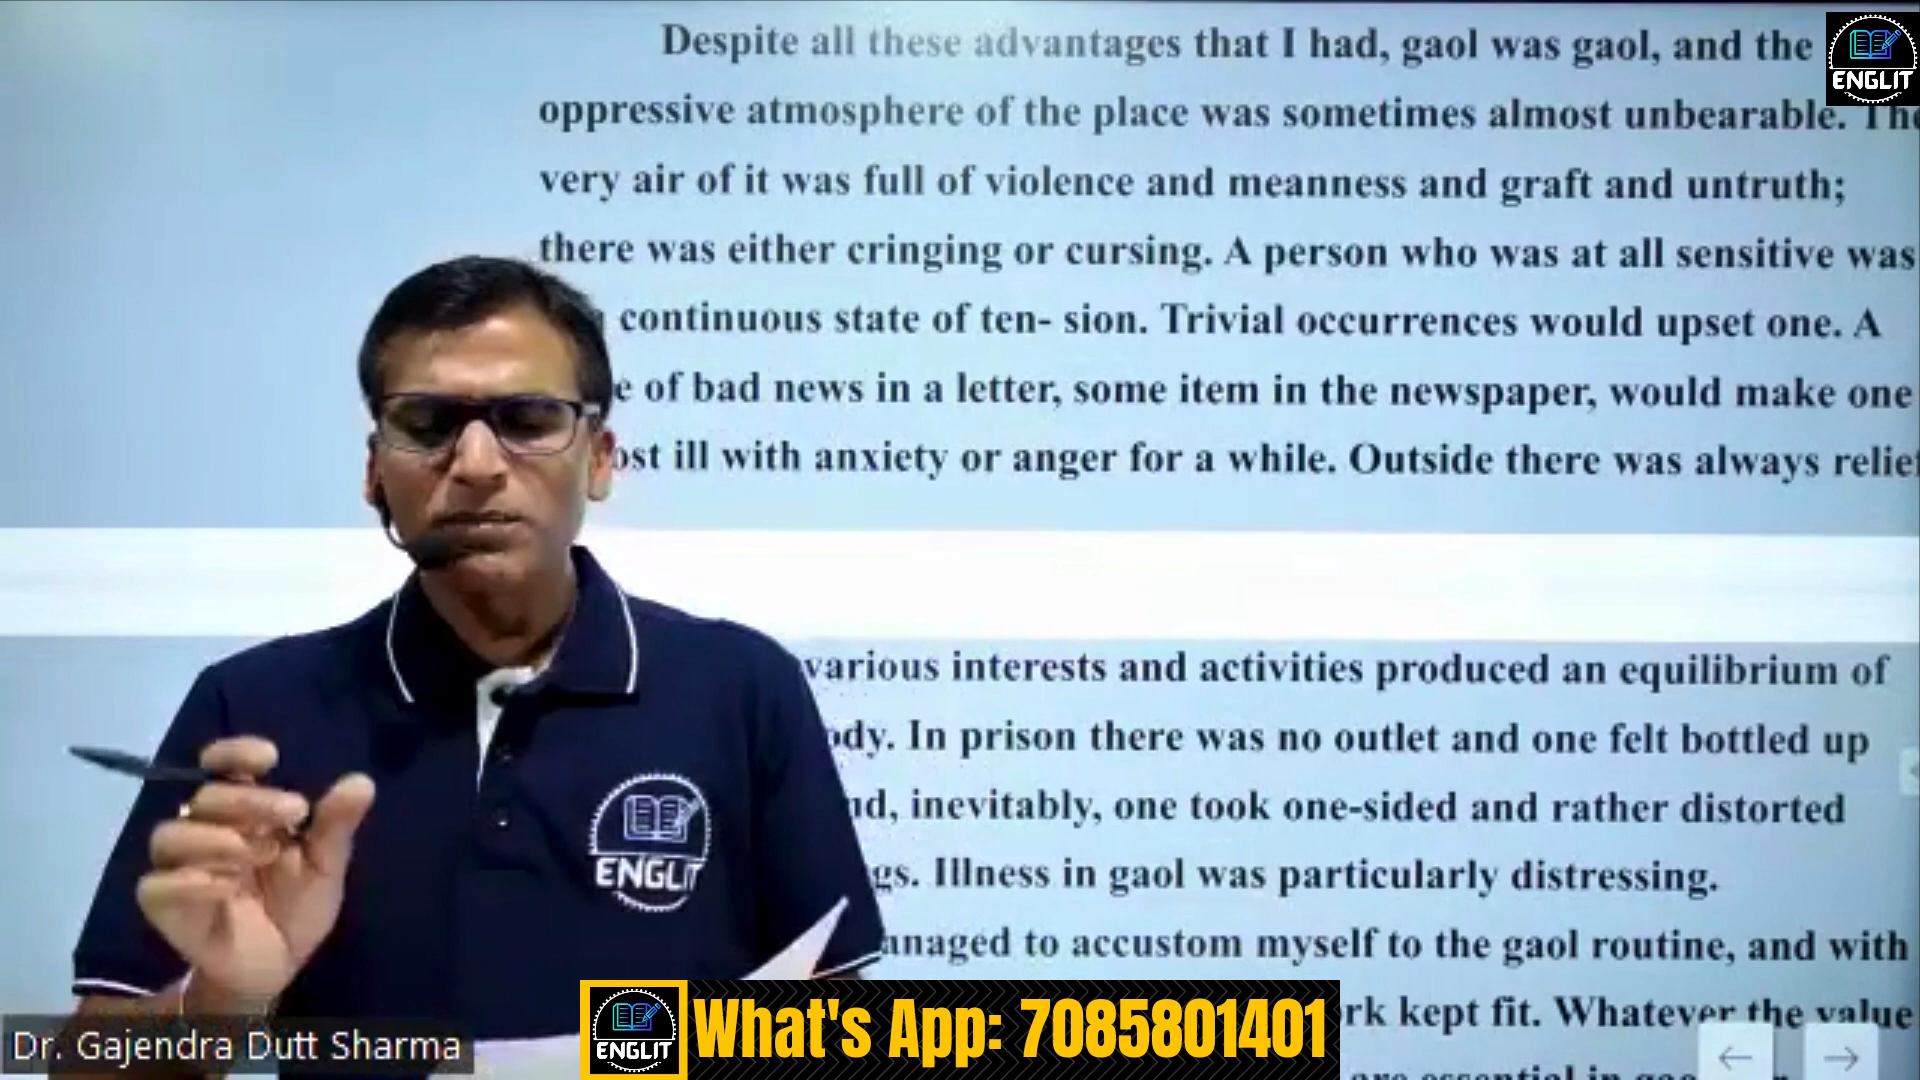 Despite all these advantages that I had, gaol was gaol, and the
ENGLIT
oppressive atmosphere of the place was sometimes almost unbearable. The
very air of it was full of violence and meanness and graft and untruth;
there was either cringing or cursing. A person who was at all sensitive was
continuous state of ten- sion. Trivial occurrences would upset one. A
of bad news in a letter, some item in the newspaper, would make one
ill with anxiety or anger for a while. Outside there was always relief
various interests and activities produced an equilibrium of
In prison there was no outlet and one felt bottled up
inevitably, one took one-sided and rather distorted
Illness in gaol was particularly distressing.
to accustom myself to the gaol routine, and with
kept fit. Whatever the value
are essential in
ENGLIT
Dr. Gajendra Dutt Sharma
ENGLIT
What's App: 7085801401